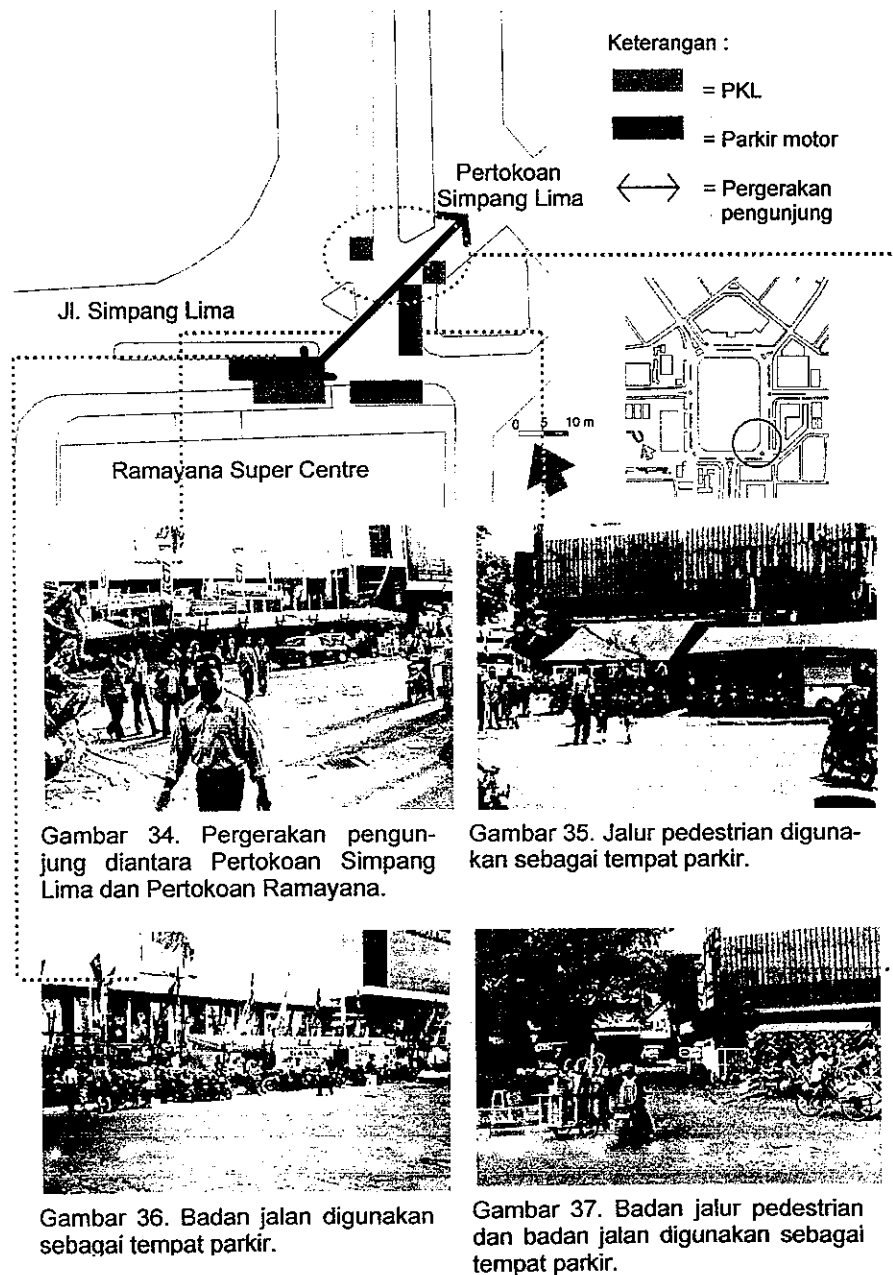 Keterangan :
= PKL
= Parkir motor
= Pergerakan
pengunjung
Pertokoan
Simpang Lima
Jl. Simpang Lima
0 5 10 m
Ramayana Super Centre
Gambar 34. Pergerakan pengun-
jung diantara Pertokoan Simpang
Lima dan Pertokoan Ramayana.
Gambar 35. Jalur pedestrian diguna-
kan sebagai tempat parkir.
Gambar 36. Badan jalan digunakan
sebagai tempat parkir.
Gambar 37. Badan jalur pedestrian
dan badan jalan digunakan sebagai
tempat parkir.